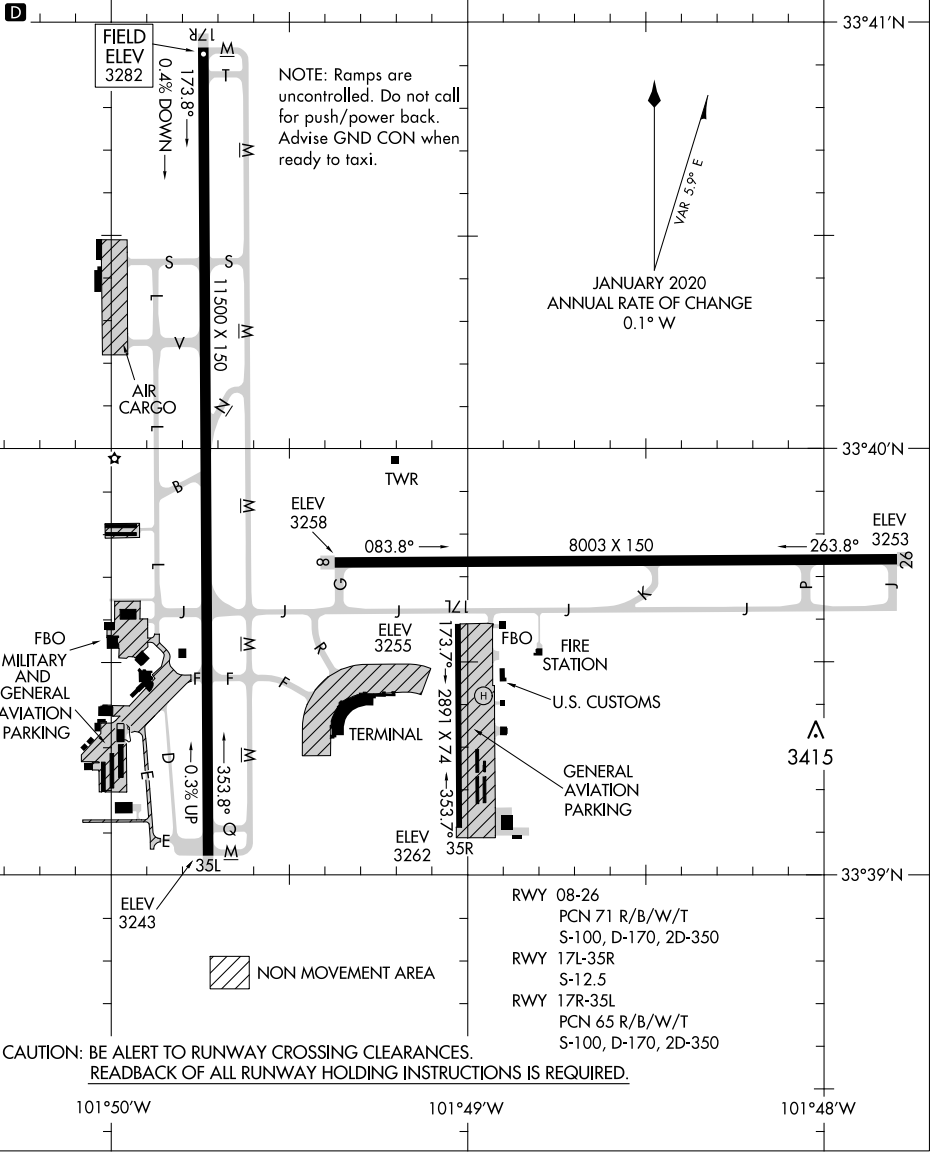 D
33°41'N
FIELD
ELEV
3282
17R
M
T
173.8°
0.4% DOWN
NOTE: Ramps are
uncontrolled. Do not call
for push/power back.
Advise GND CON when
ready to taxi.
M
VAR 5.9° E
JANUARY 2020
ANNUAL RATE OF CHANGE
0.1° W
S
S
L
11500 X 150
M
V
AIR
CARGO
N
L
33°40'N
TWR
B
M
ELEV
3258
ELEV
3253
083.8°
8003 X 150
263.8°
8
26
L
G
K
P
J
J
J
J
17L
J
J
M
R
ELEV
3255
FBO
FBO
FIRE
STATION
MILITARY
AND
GENERAL
AVIATION
PARKING
F
F
F
173.7°
2891 X 74
353.7°
H
U.S. CUSTOMS
TERMINAL
3415
D
E
0.3% UP
353.8°
M
GENERAL
AVIATION
PARKING
E
Q
M
35L
ELEV
3262
35R
33°39'N
ELEV
3243
RWY 08-26
PCN 71 R/B/W/T
S-100, D-170, 2D-350
RWY 17L-35R
S-12.5
RWY 17R-35L
PCN 65 R/B/W/T
S-100, D-170, 2D-350
NON MOVEMENT AREA
CAUTION: BE ALERT TO RUNWAY CROSSING CLEARANCES.
READBACK OF ALL RUNWAY HOLDING INSTRUCTIONS IS REQUIRED.
101°50'W
101°49'W
101°48'W